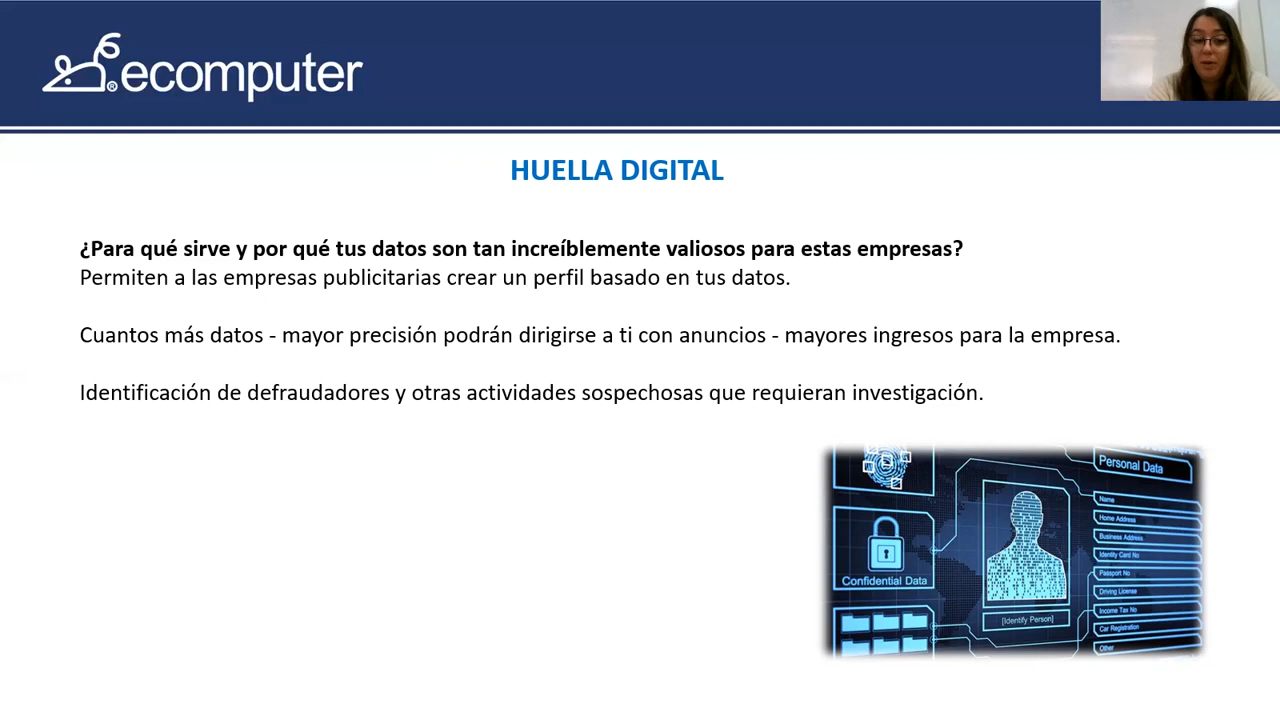 ecomputer
HUELLA DIGITAL
¿Para qué sirve y por qué tus datos son tan increíblemente valiosos para estas empresas?
Permiten a las empresas publicitarias crear un perfil basado en tus datos.
Cuantos más datos - mayor precisión podrán dirigirse a ti con anuncios - mayores ingresos para la empresa.
Identificación de defraudadores y otras actividades sospechosas que requieran investigación.
Confidential Data
[Identify Person]
Personal Data
Name
Home Address
Business Address
Identity Card No
Passport No
Driving License
Income Tax No
Car Registration
Other